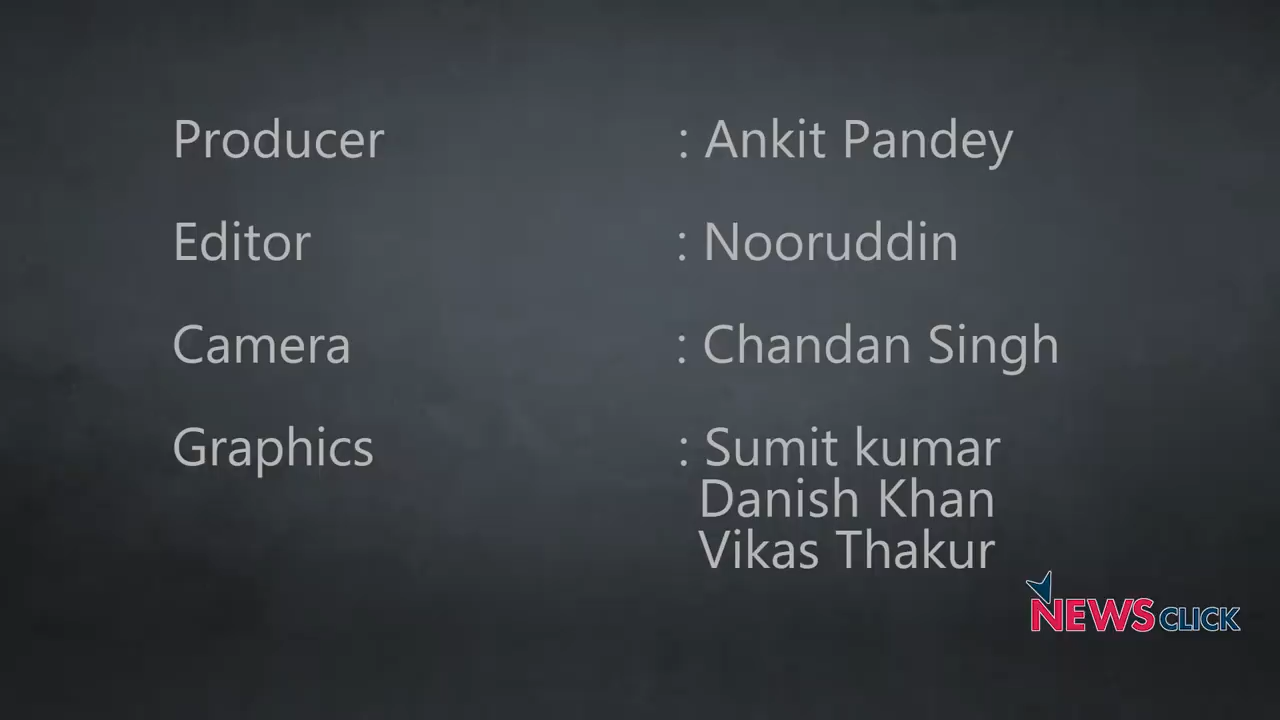 Producer : Ankit Pandey
Editor : Nooruddin
Camera : Chandan Singh
Graphics : Sumit kumar
Danish Khan
Vikas Thakur
NEWSCLICK